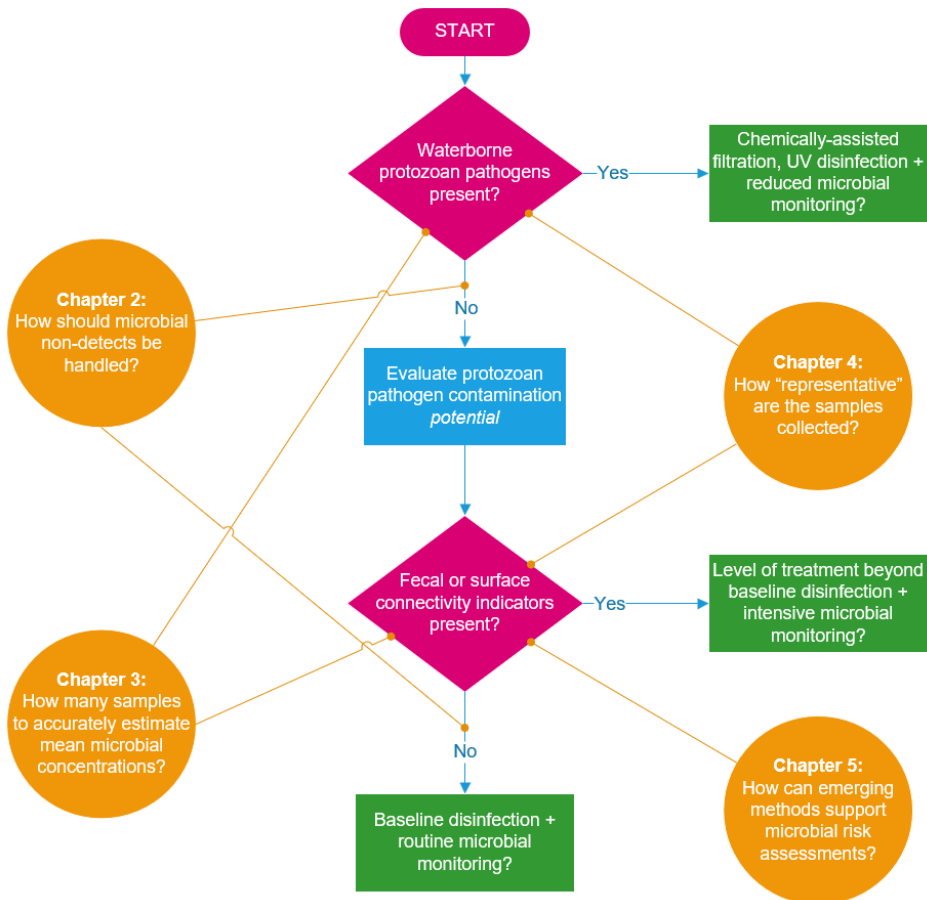 START
Waterborne
protozoan pathogens
present?
Yes
Chemically-assisted
filtration, UV disinfection +
reduced microbial
monitoring?
Chapter 2:
How should microbial
non-detects be
handled?
No
Evaluate protozoan
pathogen contamination
potential
Chapter 4:
How “representative”
are the samples
collected?
Fecal or surface
connectivity indicators
present?
Yes
Level of treatment beyond
baseline disinfection +
intensive microbial
monitoring?
Chapter 3:
How many samples
to accurately estimate
mean microbial
concentrations?
No
Baseline disinfection +
routine microbial
monitoring?
Chapter 5:
How can emerging
methods support
microbial risk
assessments?